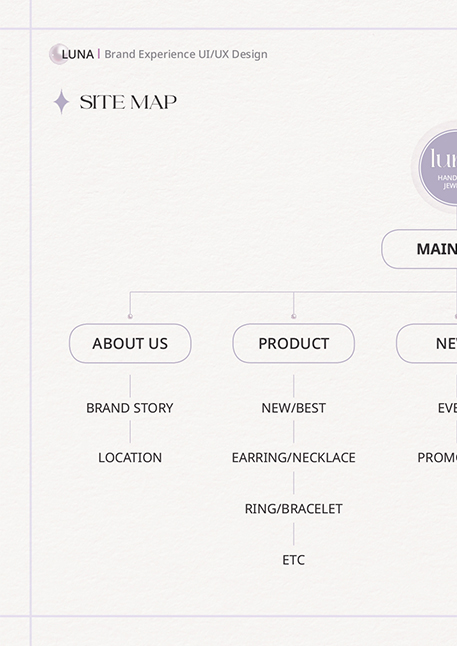 LUNA | Brand Experience UI/UX Design
SITE MAP
HAND
JEW
MAIN
ABOUT US
PRODUCT
NE
BRAND STORY
NEW/BEST
EVE
LOCATION
EARRING/NECKLACE
PROMO
RING/BRACELET
ETC